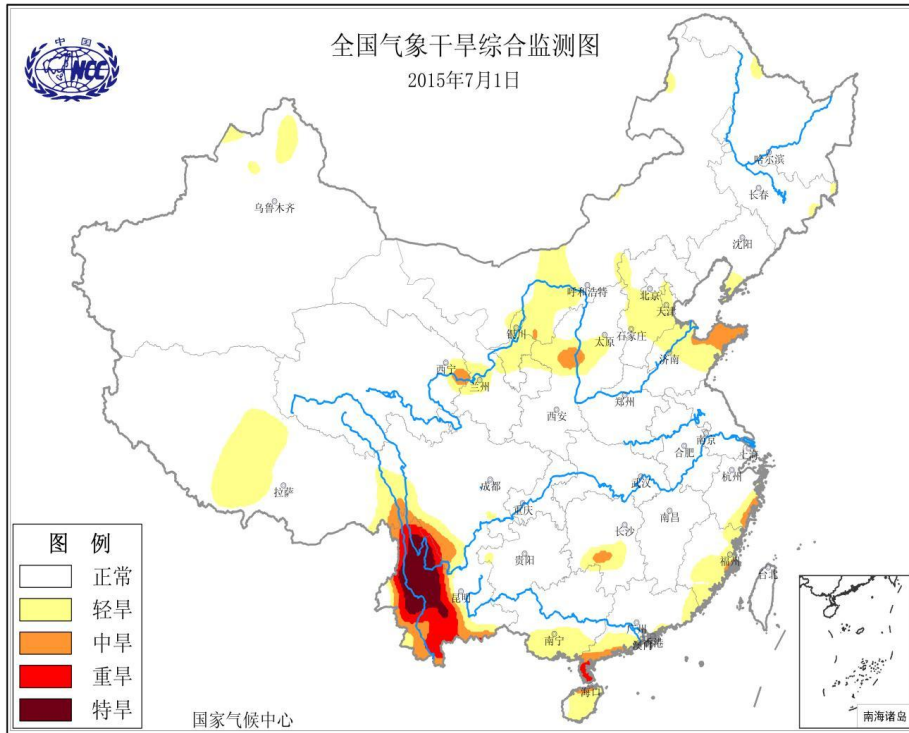 中国
NCC
全国气象干旱综合监测图
2015年7月1日
哈尔滨
长春
乌鲁木齐
沈阳
呼和浩特
北京
天津
银川
太原
石家庄
济南
西宁
兰州
郑州
西安
南京
合肥
上海
杭州
拉萨
成都
武汉
重庆
南昌
长沙
贵阳
福州
台北
昆明
广州
南宁
澳门
香港
海口
图 例
正常
轻旱
中旱
重旱
特旱
国家气候中心
南海诸岛